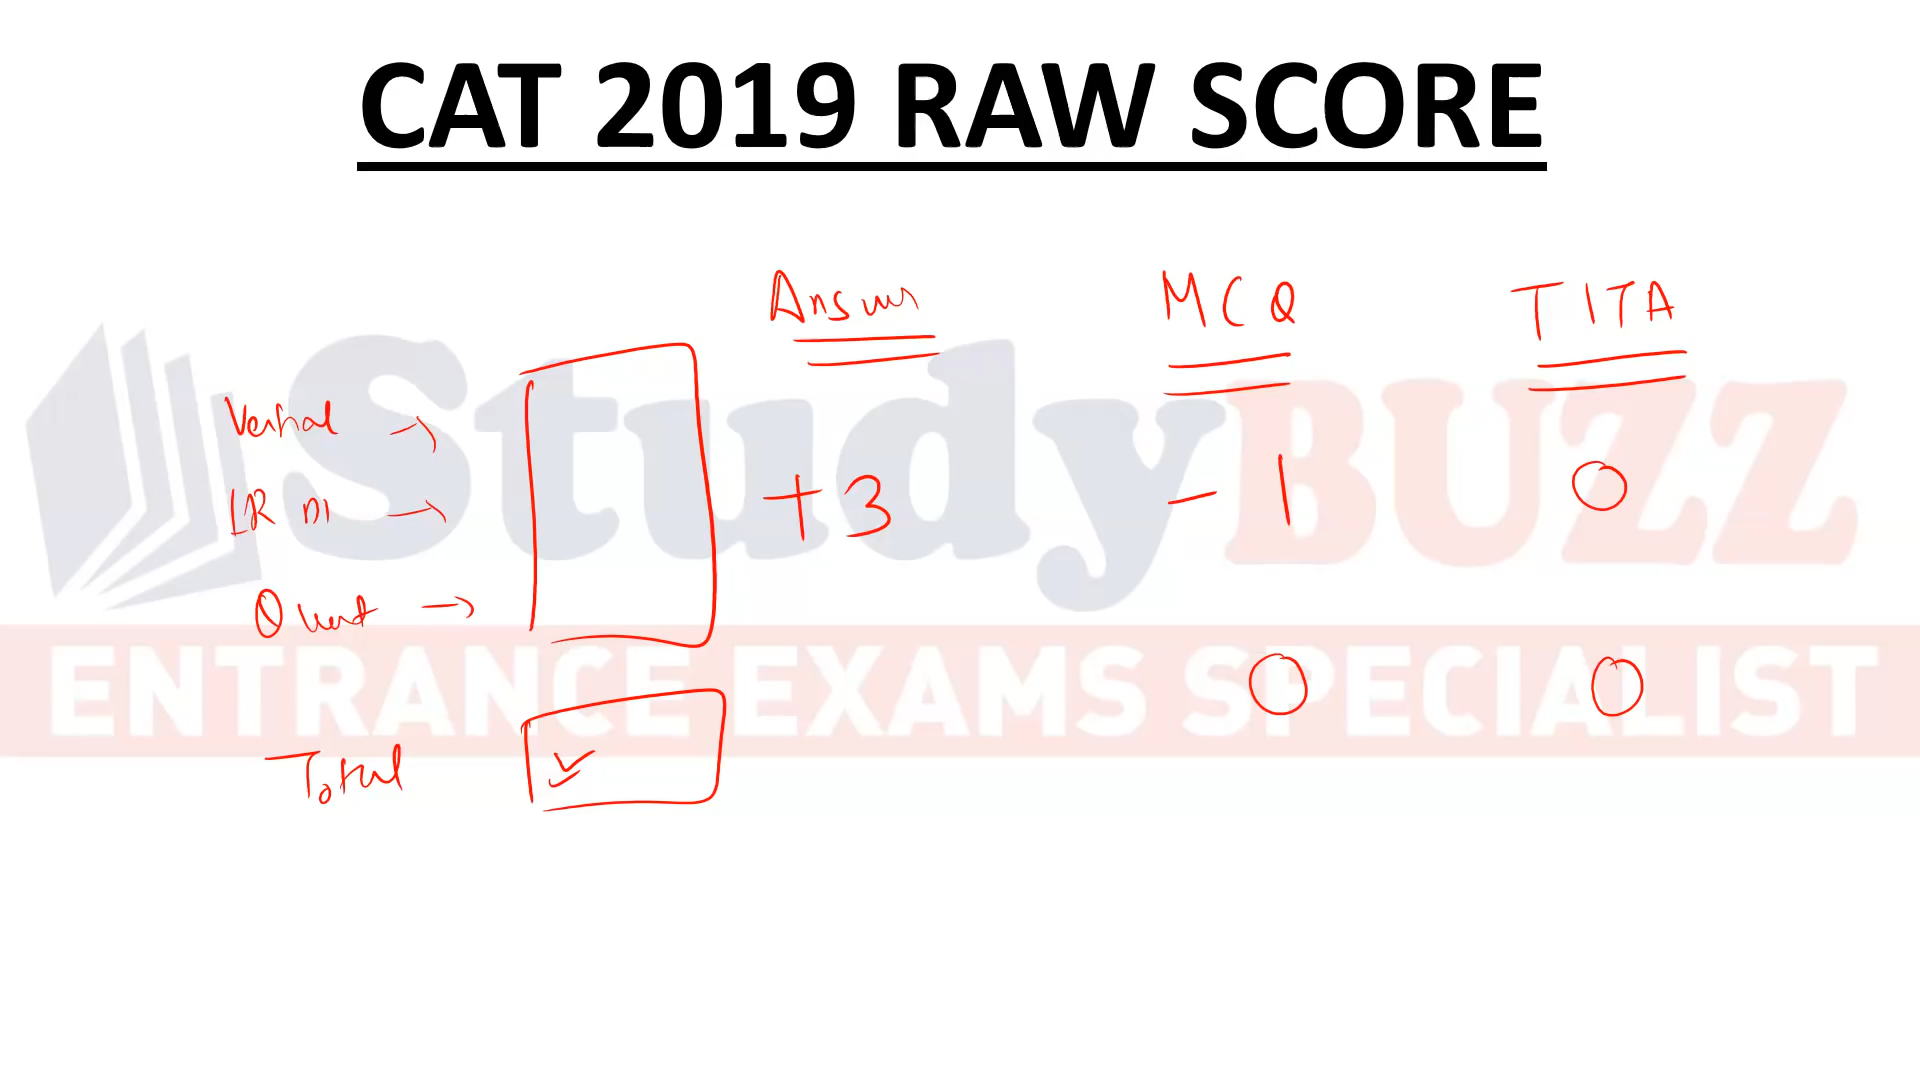 CAT 2019 RAW SCORE
Answer MCQ TITA
Verbal →
LR DI →
+3 -1 0
Quant →
0 0
Total ✓
StudyBUZZ
ENTRANCE EXAMS SPECIALIST